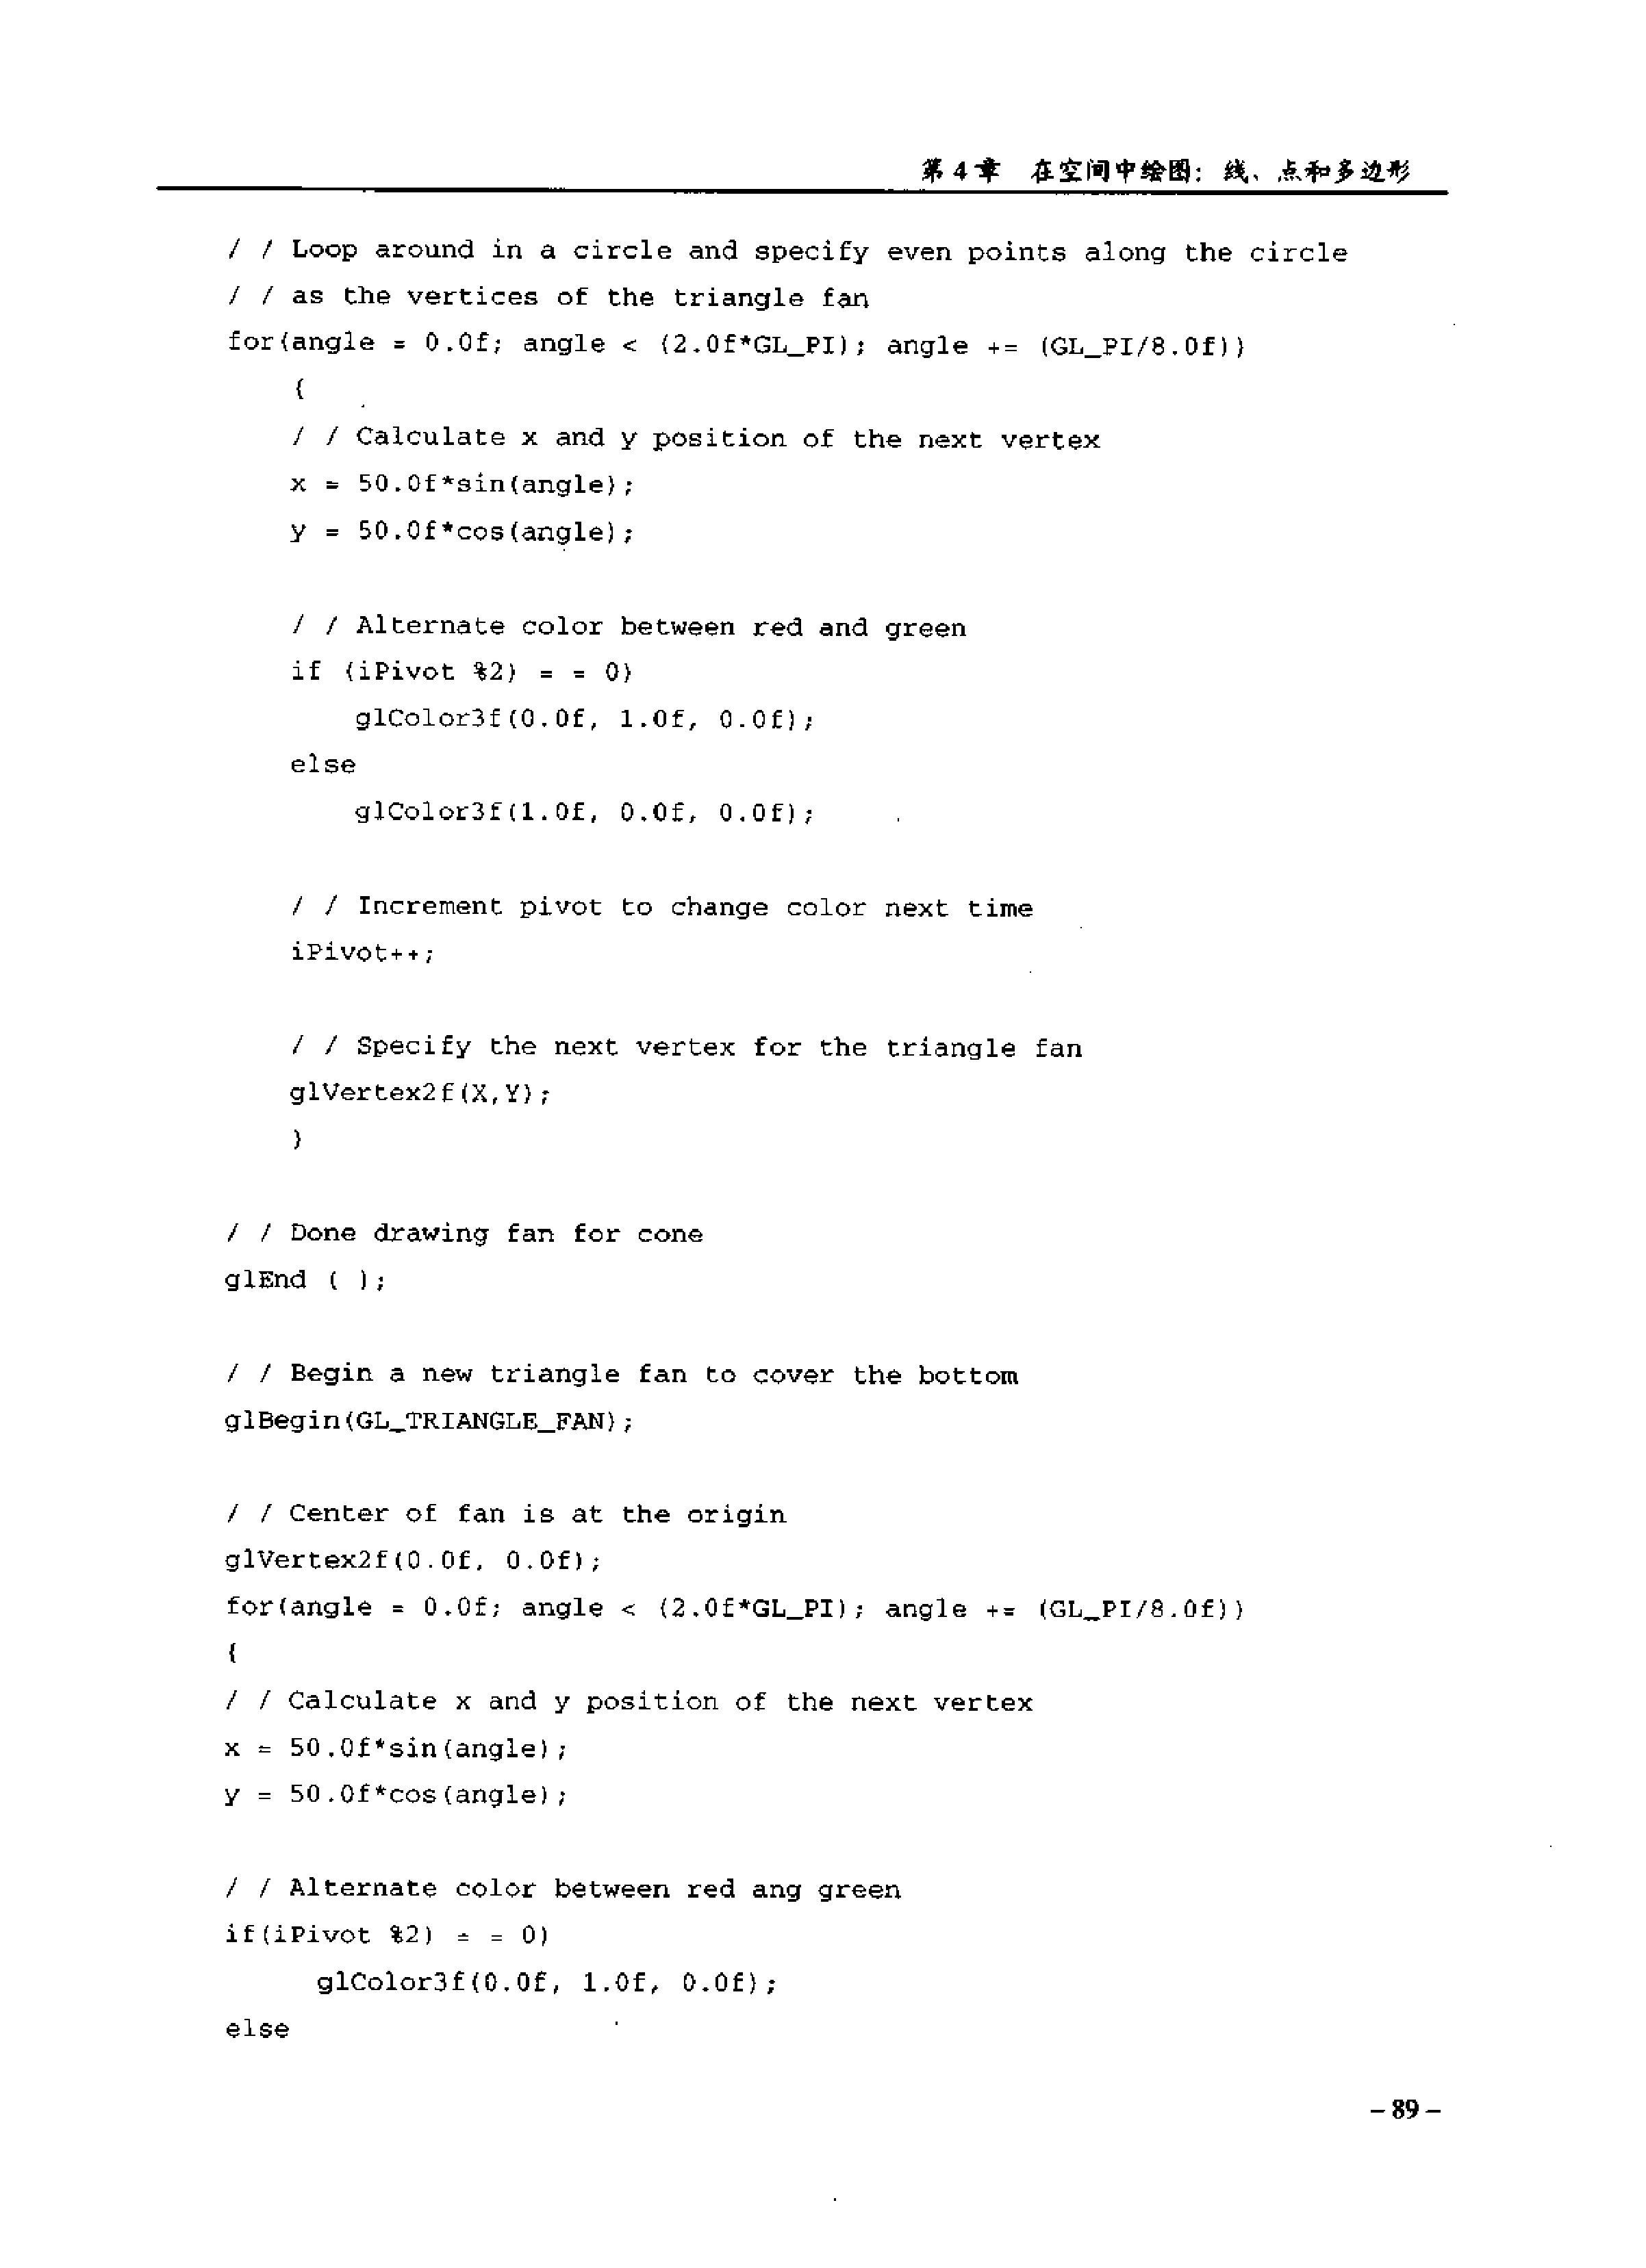 第4章 在空间中绘图：线、点和多边形
/ / Loop around in a circle and specify even points along the circle
/ / as the vertices of the triangle fan
for(angle = 0.0f; angle < (2.0f*GL_PI); angle += (GL_PI/8.0f))
{
/ / Calculate x and y position of the next vertex
x = 50.0f*sin(angle);
y = 50.0f*cos(angle);
/ / Alternate color between red and green
if (iPivot %2) = = 0)
glColor3f(0.0f, 1.0f, 0.0f);
else
glColor3f(1.0f, 0.0f, 0.0f);
/ / Increment pivot to change color next time
iPivot++;
/ / Specify the next vertex for the triangle fan
glVertex2f(X,Y);
}
/ / Done drawing fan for cone
glEnd ( );
/ / Begin a new triangle fan to cover the bottom
glBegin(GL_TRIANGLE_FAN);
/ / Center of fan is at the origin
glVertex2f(0.0f, 0.0f);
for(angle = 0.0f; angle < (2.0f*GL_PI); angle += (GL_PI/8.0f))
{
/ / Calculate x and y position of the next vertex
x = 50.0f*sin(angle);
y = 50.0f*cos(angle);
/ / Alternate color between red ang green
if(iPivot %2) = = 0)
glColor3f(0.0f, 1.0f, 0.0f);
else
– 89 –